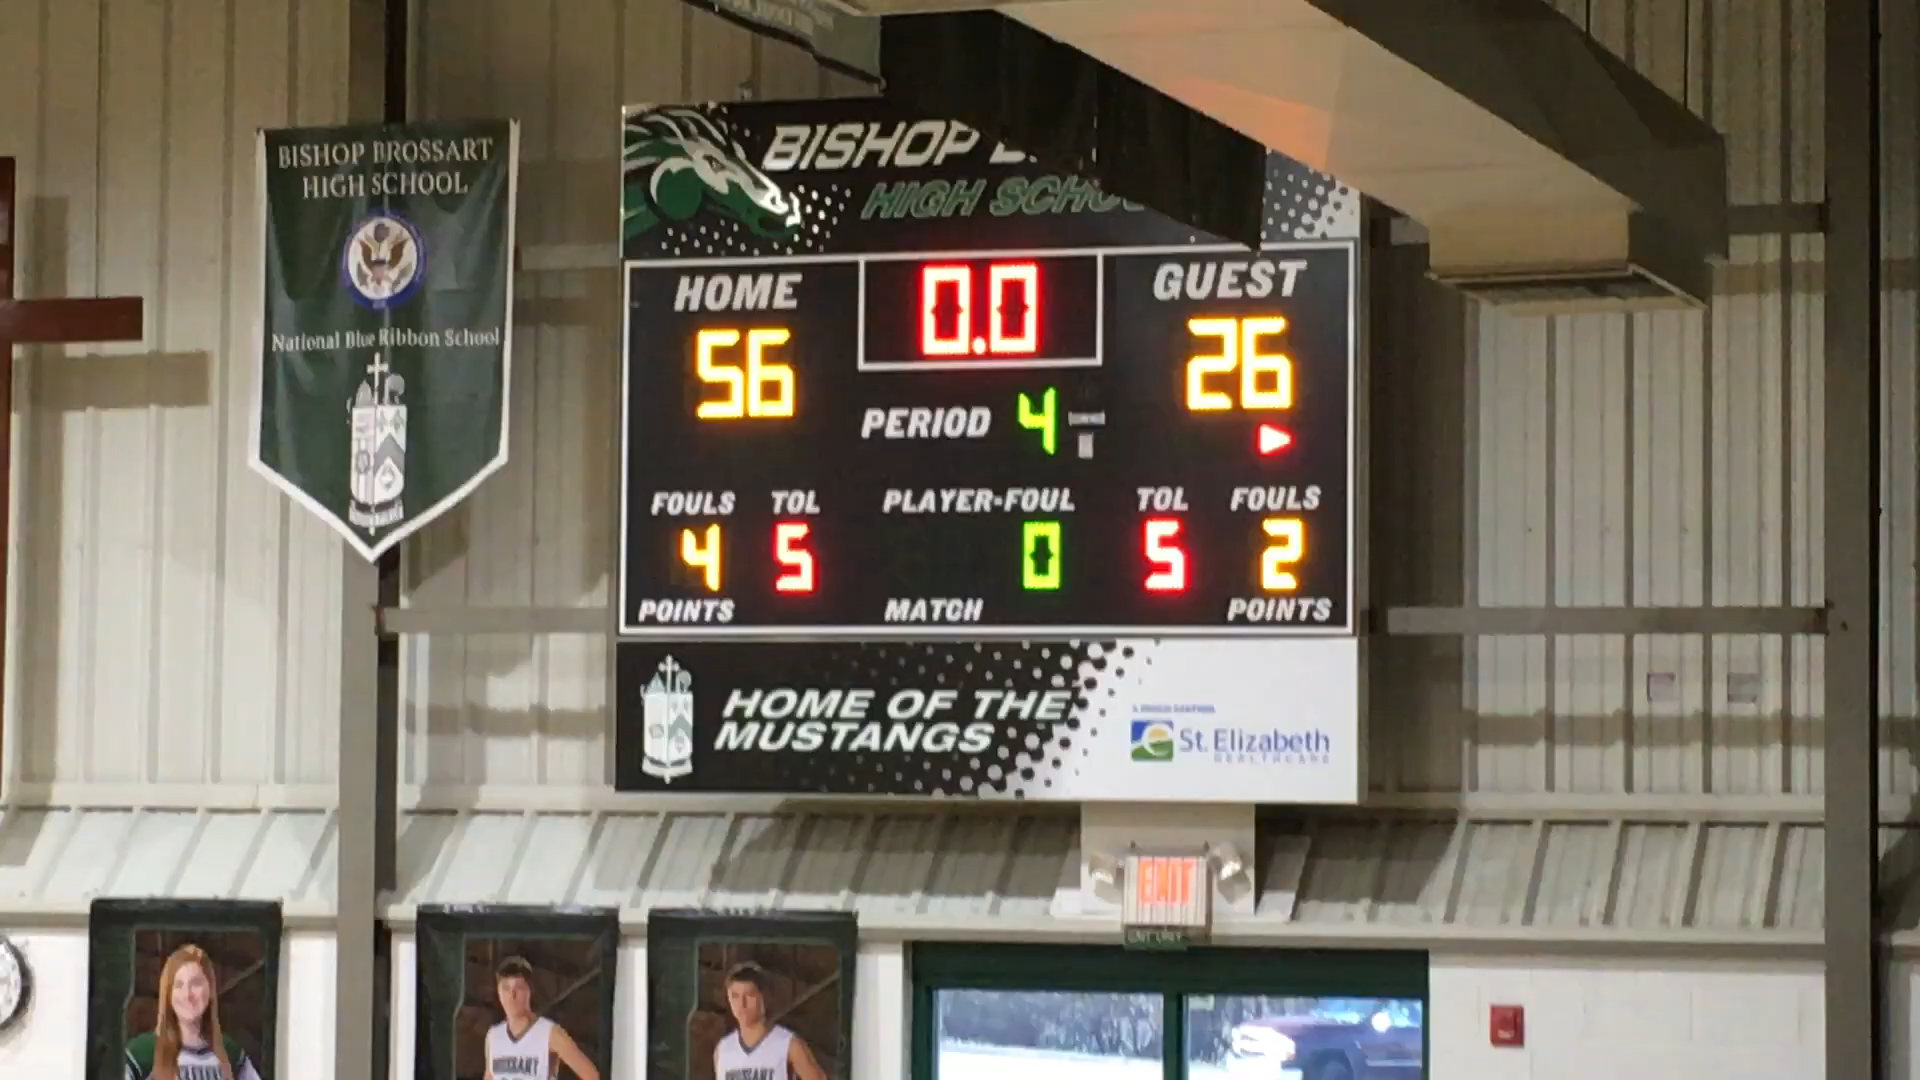 BISHOP BROSSART
HIGH SCHOOL
National Blue Ribbon School
BISHOP
HIGH
HOME
0.0
GUEST
56
26
PERIOD 4
FOULS TOL PLAYER-FOUL TOL FOULS
4 5 0 5 2
POINTS MATCH POINTS
HOME OF THE
MUSTANGS
St. Elizabeth
HEALTHCARE
EXIT